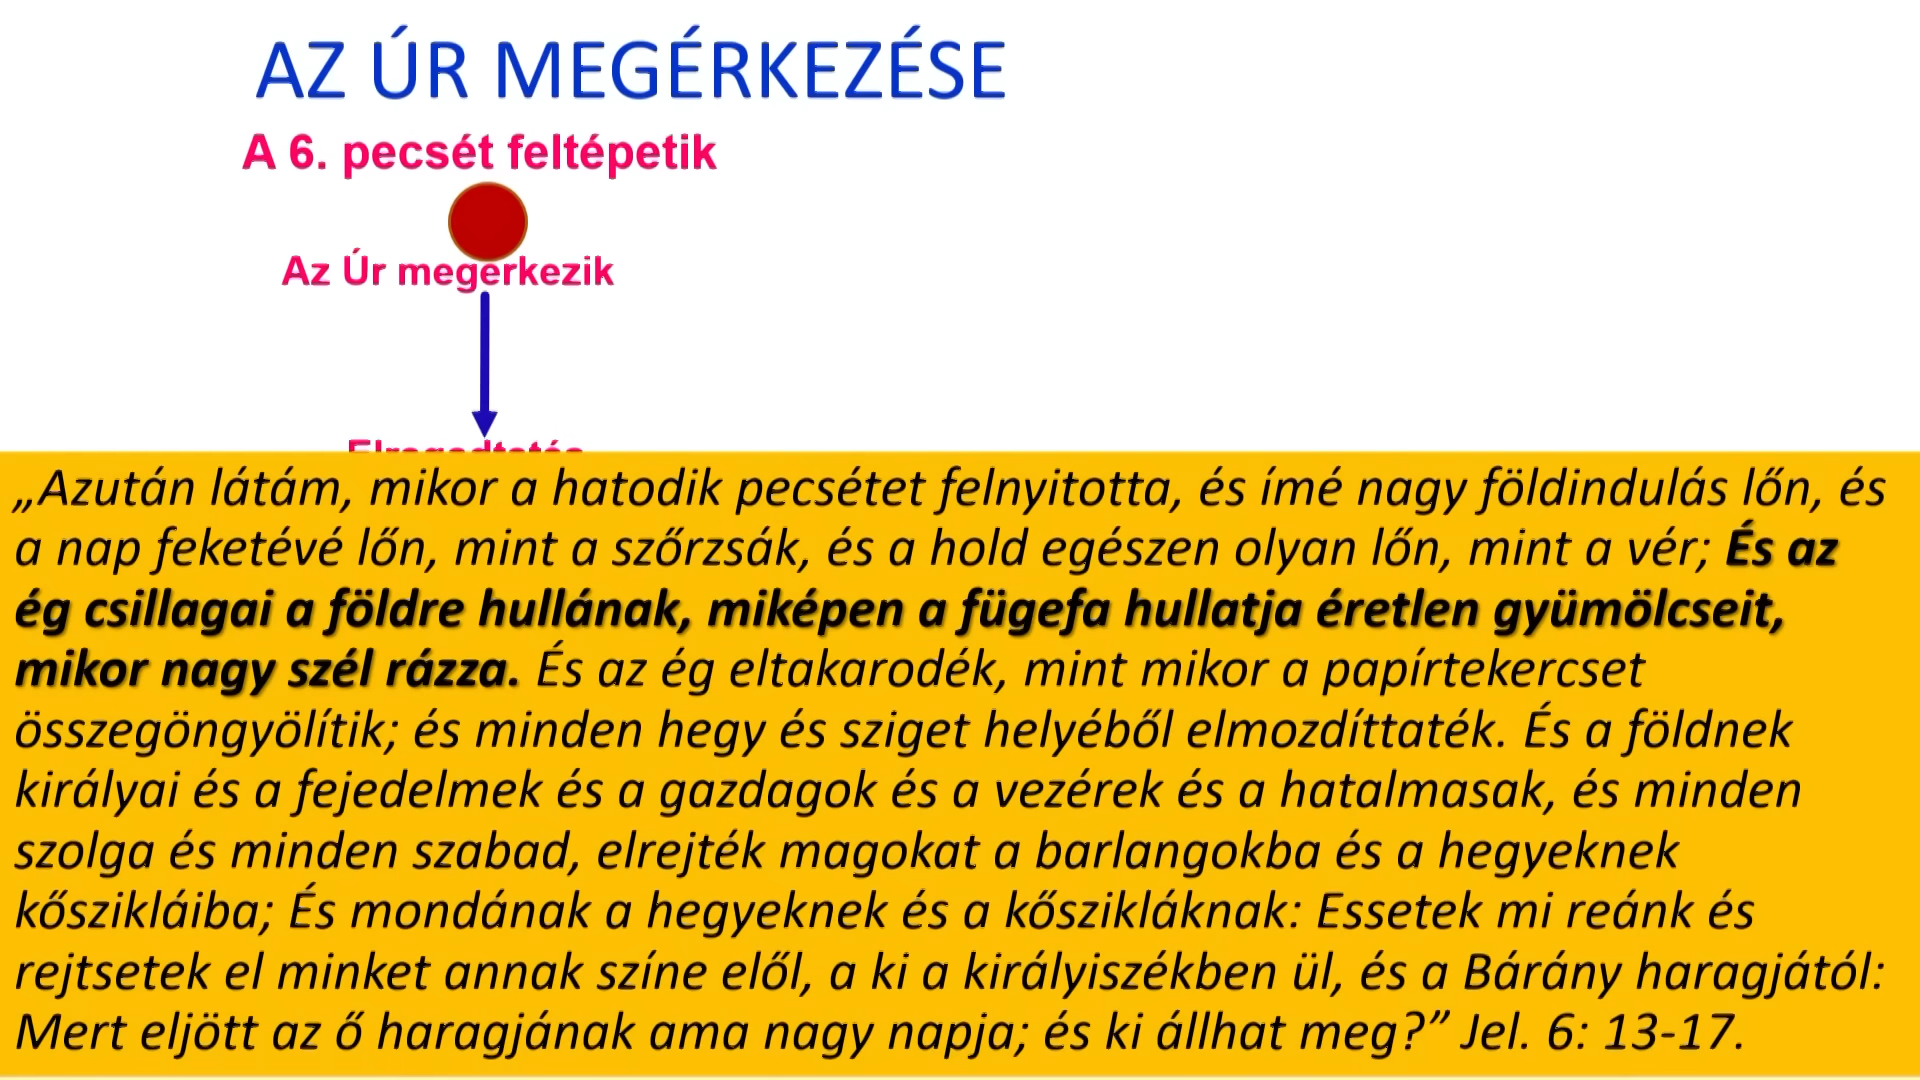 AZ ÚR MEGÉRKEZÉSE
A 6. pecsét feltépetik
Az Úr megérkezik
Elragadtatás
„Azután látám, mikor a hatodik pecsétet felnyitotta, és ímé nagy földindulás lőn, és
a nap feketévé lőn, mint a szőrzsák, és a hold egészen olyan lőn, mint a vér; És az
ég csillagai a földre hullának, miképen a fügefa hullatja éretlen gyümölcseit,
mikor nagy szél rázza. És az ég eltakarodék, mint mikor a papírtekercset
összegöngyölítik; és minden hegy és sziget helyéből elmozdíttaték. És a földnek
királyai és a fejedelmek és a gazdagok és a vezérek és a hatalmasak, és minden
szolga és minden szabad, elrejték magokat a barlangokba és a hegyeknek
kőszikláiba; És mondának a hegyeknek és a kőszikláknak: Essetek mi reánk és
rejtsetek el minket annak színe elől, a ki a királyiszékben ül, és a Bárány haragjától:
Mert eljött az ő haragjának ama nagy napja; és ki állhat meg?” Jel. 6: 13-17.